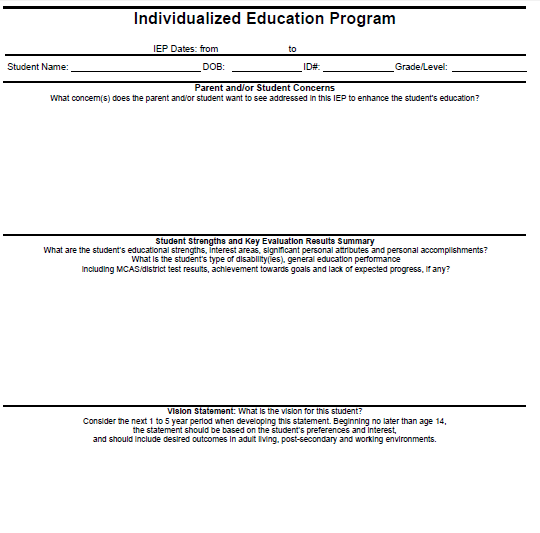 Individualized Education Program
IEP Dates: from to
Student Name: DOB: ID#: Grade/Level:
Parent and/or Student Concerns
What concern(s) does the parent and/or student want to see addressed in this IEP to enhance the student's education?
Student Strengths and Key Evaluation Results Summary
What are the student's educational strengths, interest areas, significant personal attributes and personal accomplishments?
What is the student's type of disability(ies), general education performance
including MCAS/district test results, achievement towards goals and lack of expected progress, if any?
Vision Statement: What is the vision for this student?
Consider the next 1 to 5 year period when developing this statement. Beginning no later than age 14,
the statement should be based on the student's preferences and interest,
and should include desired outcomes in adult living, post-secondary and working environments.